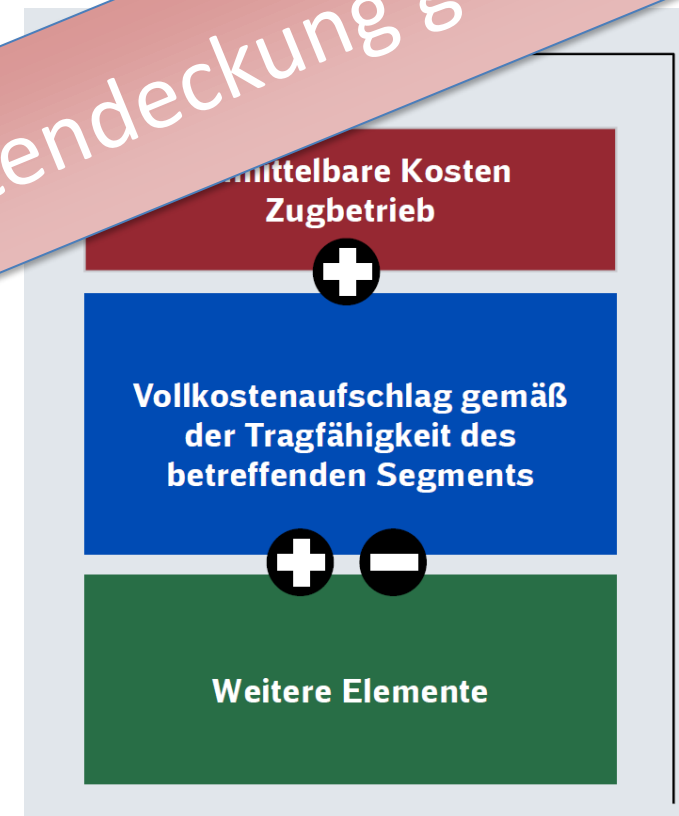 endeckung g
mittelbare Kosten
Zugbetrieb
Vollkostenaufschlag gemäß
der Tragfähigkeit des
betreffenden Segments
Weitere Elemente